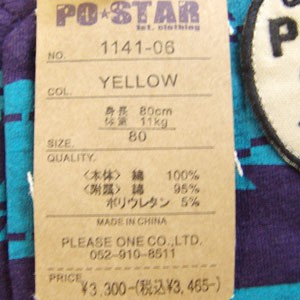 PO★STAR
int. clothing
NO. 1141-06
COL. YELLOW
身長 80cm
体重 11kg
SIZE. 80
QUALITY.
〈本体〉 綿 100%
〈附属〉 綿 95%
ポリウレタン 5%
MADE IN CHINA
PLEASE ONE CO.,LTD.
052-910-8511
PRICE ¥3,300-(税込¥3,465-)
P